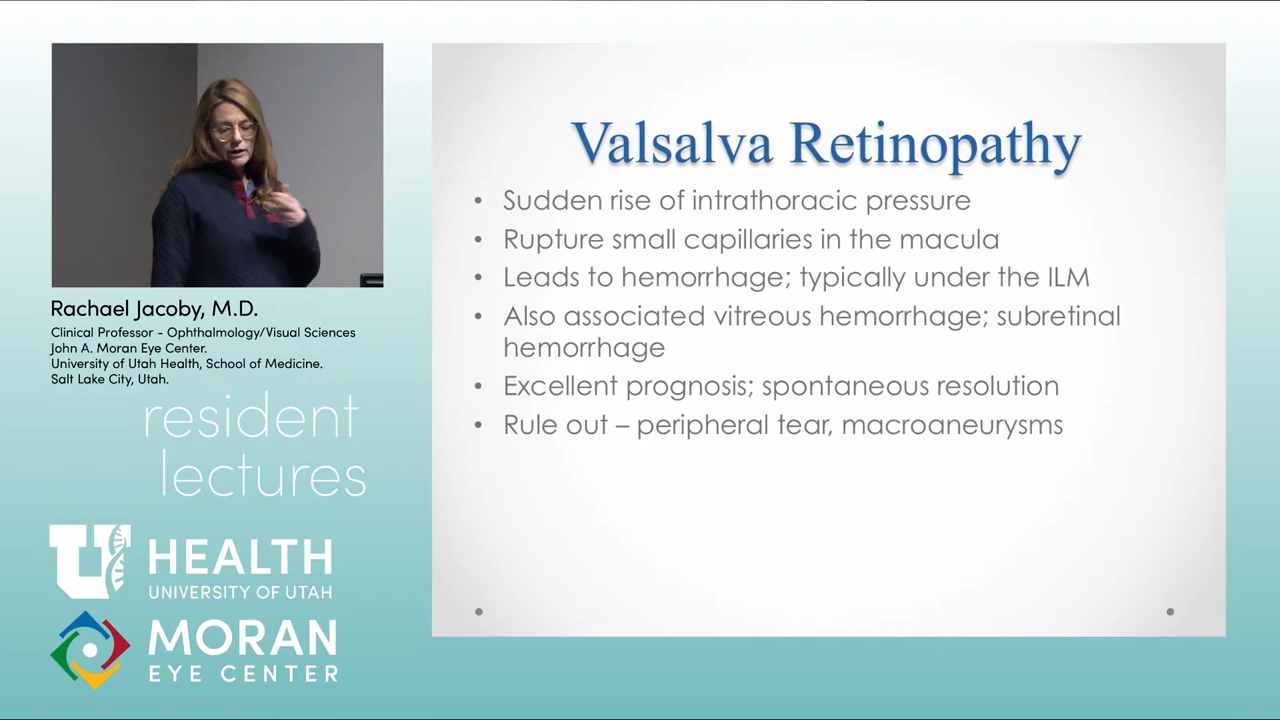 Rachael Jacoby, M.D.
Clinical Professor - Ophthalmology/Visual Sciences
John A. Moran Eye Center.
University of Utah Health, School of Medicine.
Salt Lake City, Utah.
resident
lectures
U HEALTH
UNIVERSITY OF UTAH
MORAN
EYE CENTER
Valsalva Retinopathy
• Sudden rise of intrathoracic pressure
• Rupture small capillaries in the macula
• Leads to hemorrhage; typically under the ILM
• Also associated vitreous hemorrhage; subretinal
hemorrhage
• Excellent prognosis; spontaneous resolution
• Rule out – peripheral tear, macroaneurysms